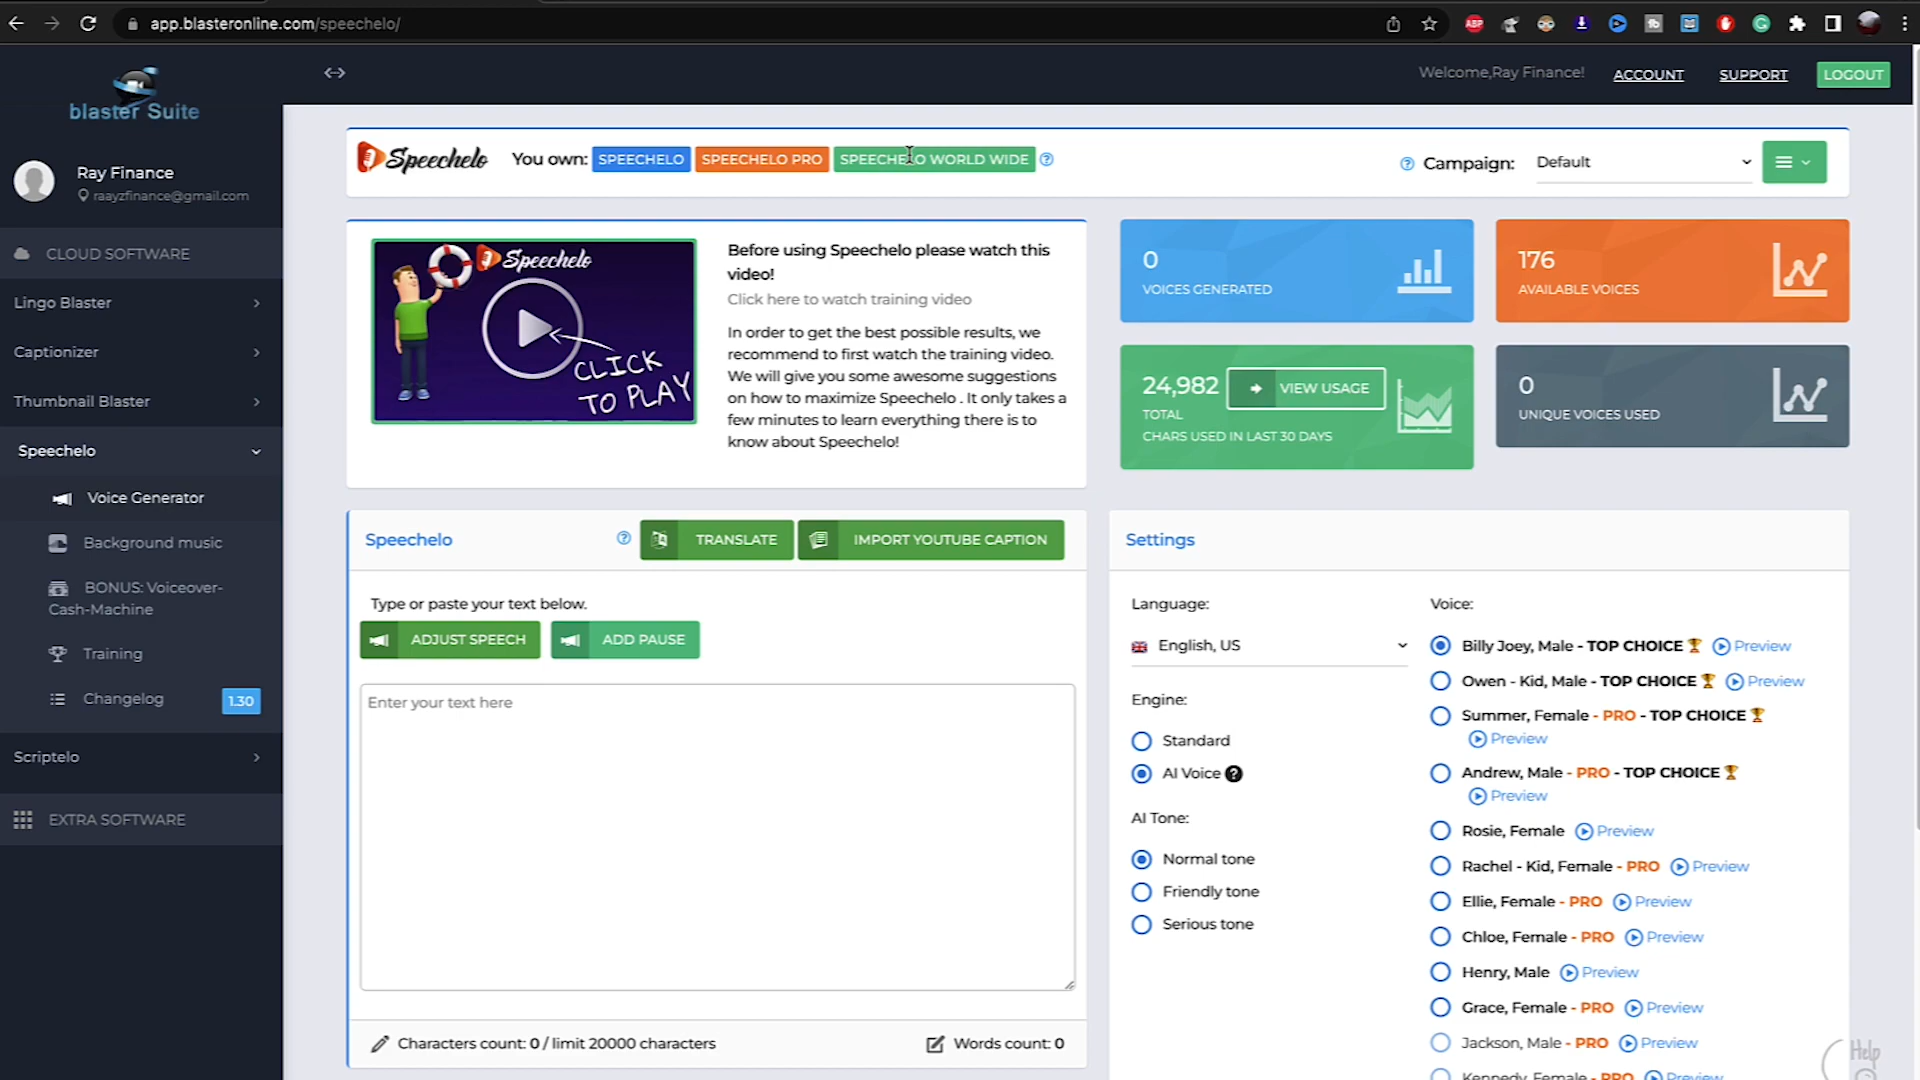 app.blasteronline.com/speechelo/
ABP
blaster Suite
Welcome,Ray Finance!
ACCOUNT
SUPPORT
LOGOUT
Ray Finance
raayzfinance@gmail.com
CLOUD SOFTWARE
Lingo Blaster
Captionizer
Thumbnail Blaster
Speechelo
Voice Generator
Background music
BONUS: Voiceover-
Cash-Machine
Training
Changelog
1.30
Scriptelo
EXTRA SOFTWARE
Speechelo
You own: SPEECHELO SPEECHELO PRO SPEECHELO WORLD WIDE
Campaign: Default
Speechelo
CLICK
TO PLAY
Before using Speechelo please watch this
video!
Click here to watch training video
In order to get the best possible results, we
recommend to first watch the training video.
We will give you some awesome suggestions
on how to maximize Speechelo . It only takes a
few minutes to learn everything there is to
know about Speechelo!
0
VOICES GENERATED
176
AVAILABLE VOICES
24,982 VIEW USAGE
TOTAL
CHARS USED IN LAST 30 DAYS
0
UNIQUE VOICES USED
Speechelo
TRANSLATE
IMPORT YOUTUBE CAPTION
Type or paste your text below.
ADJUST SPEECH
ADD PAUSE
Enter your text here
Characters count: 0 / limit 20000 characters
Words count: 0
Settings
Language:
English, US
Engine:
Standard
AI Voice
AI Tone:
Normal tone
Friendly tone
Serious tone
Voice:
Billy Joey, Male - TOP CHOICE Preview
Owen - Kid, Male - TOP CHOICE Preview
Summer, Female - PRO - TOP CHOICE
Preview
Andrew, Male - PRO - TOP CHOICE
Preview
Rosie, Female Preview
Rachel - Kid, Female - PRO Preview
Ellie, Female - PRO Preview
Chloe, Female - PRO Preview
Henry, Male Preview
Grace, Female - PRO Preview
Jackson, Male - PRO Preview
Kennedy, Female - PRO Preview
Help